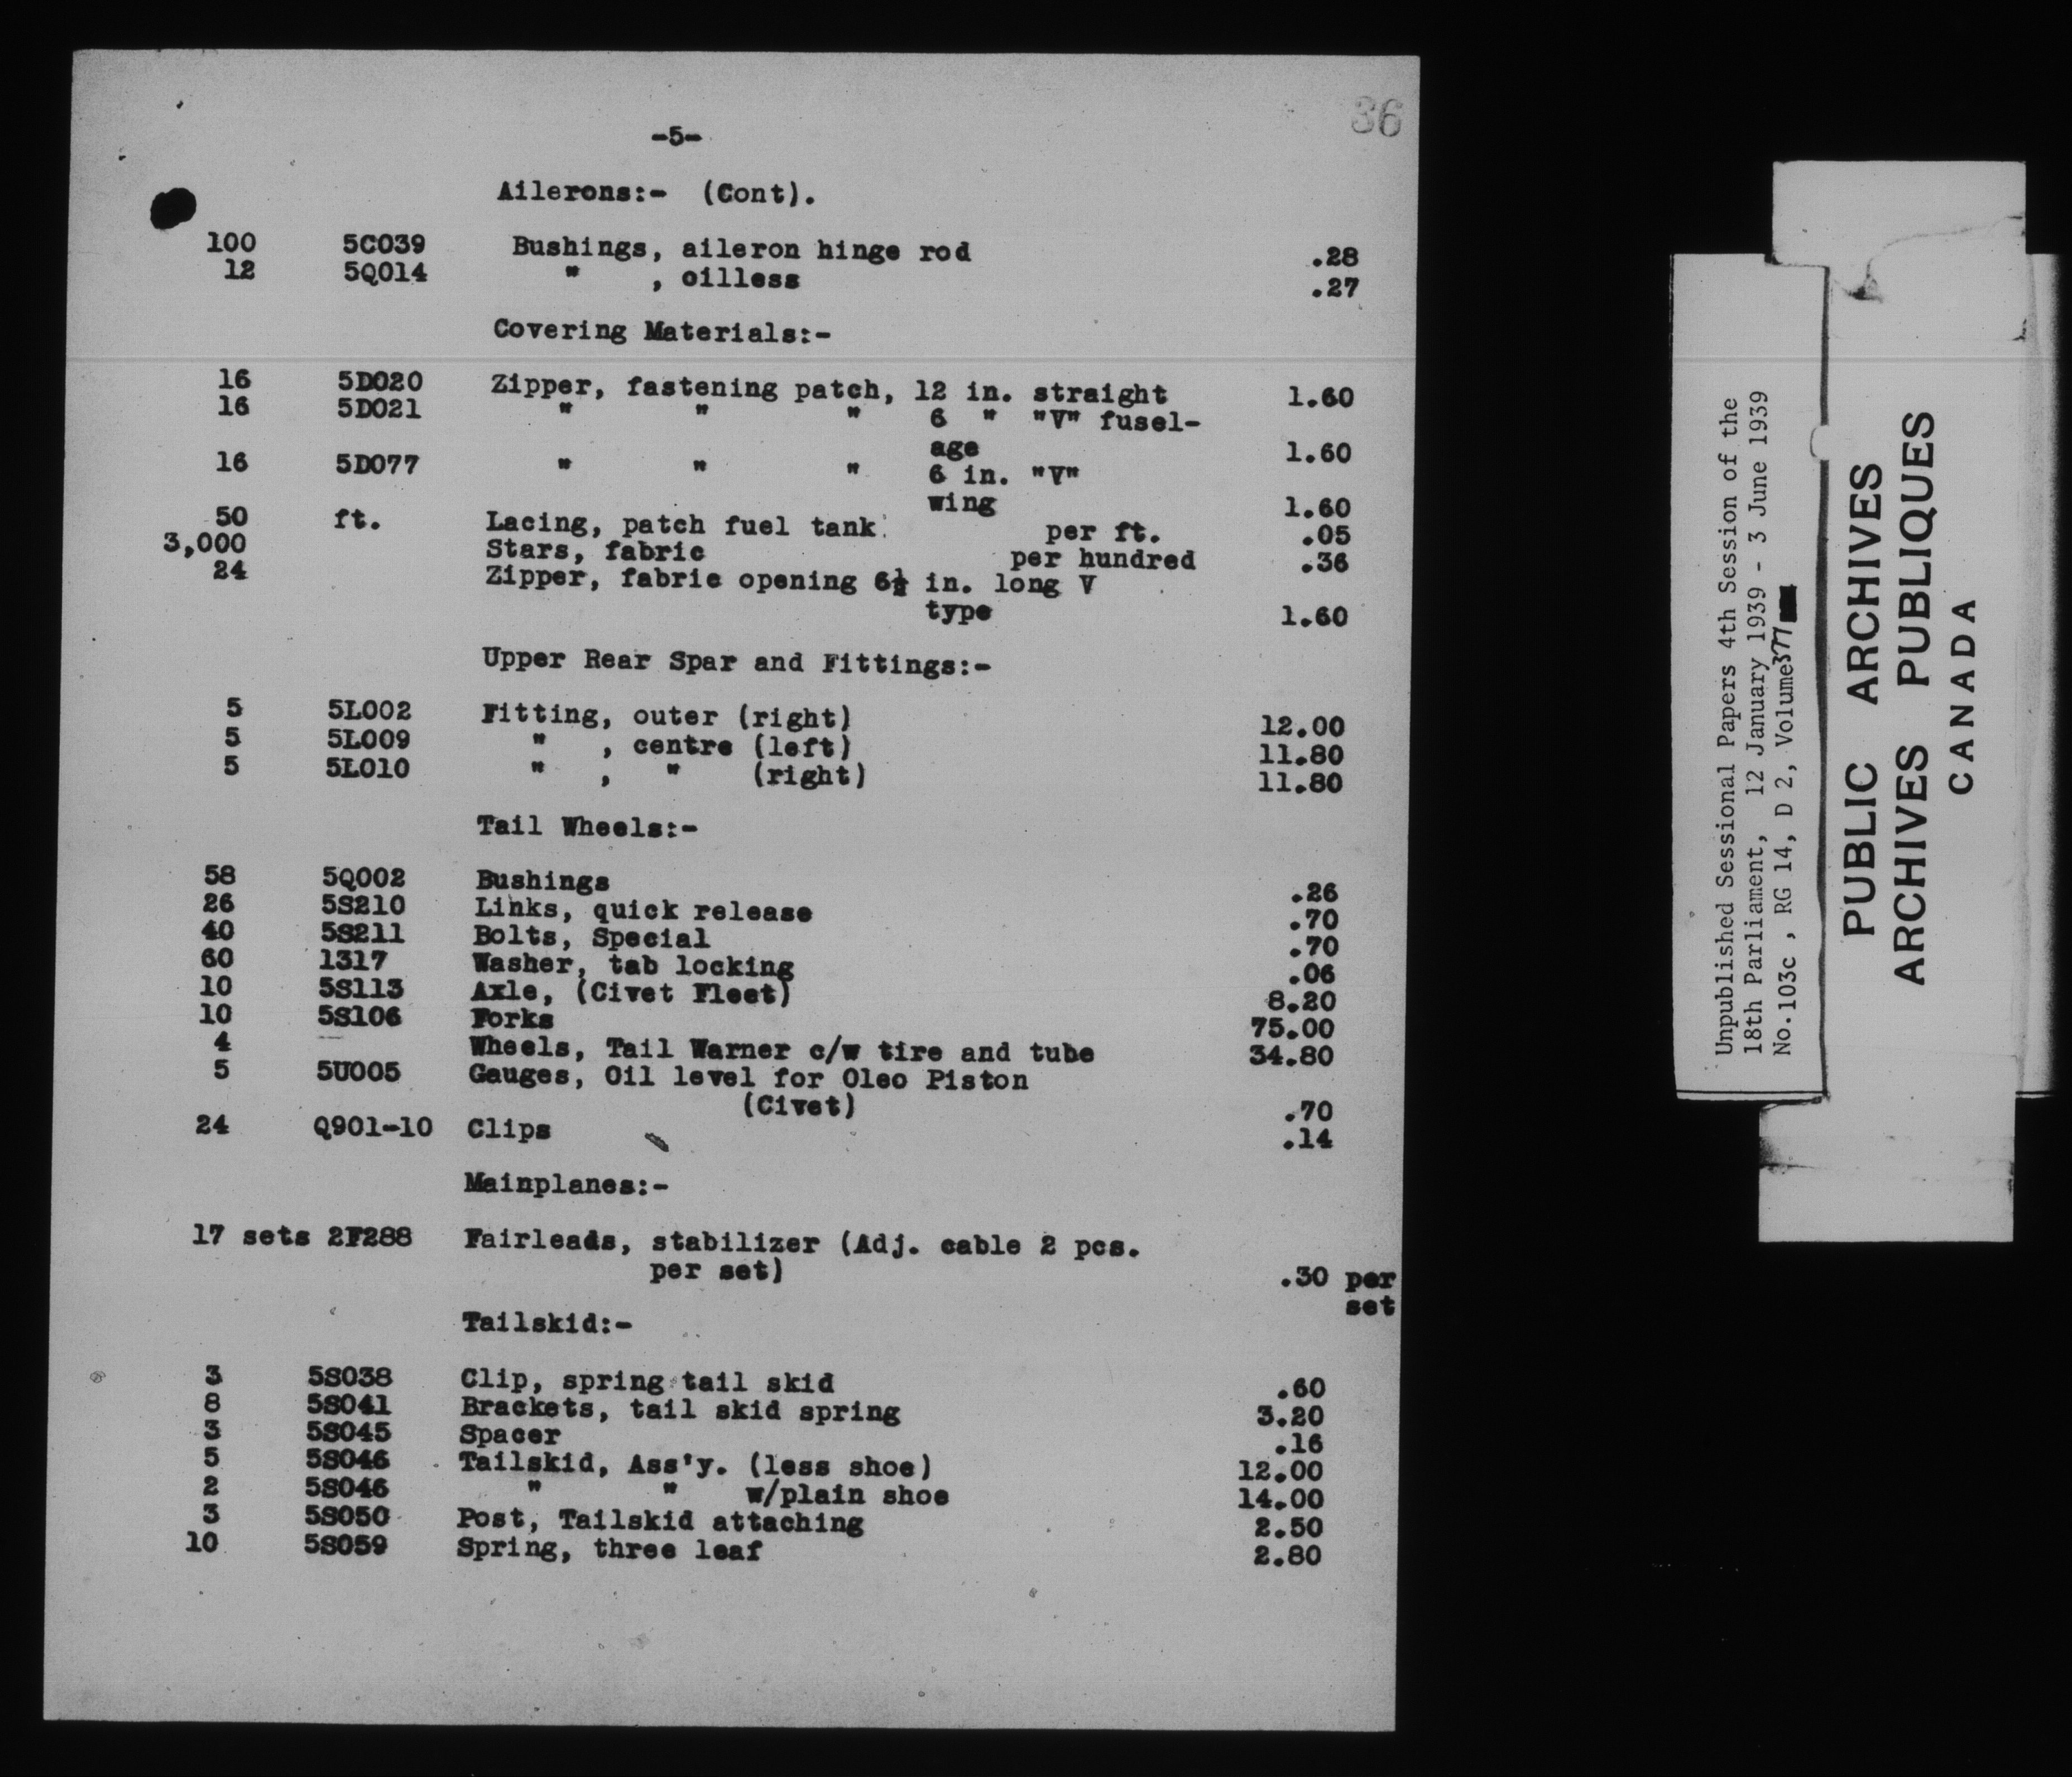 36
-5-
Ailerons:- (Cont).
100 5C039 Bushings, aileron hinge rod .28
12 5Q014 " , oilless .27
Covering Materials:-
16 5D020 Zipper, fastening patch, 12 in. straight 1.60
16 5D021 " " " 6 " "V" fusel-
age 1.60
16 5D077 " " " 6 in. "V"
wing 1.60
50 ft. Lacing, patch fuel tank per ft. .05
3,000 Stars, fabric per hundred .36
24 Zipper, fabric opening 6½ in. long V
type 1.60
Upper Rear Spar and Fittings:-
5 5L002 Fitting, outer (right) 12.00
5 5L009 " , centre (left) 11.80
5 5L010 " , " (right) 11.80
Tail Wheels:-
58 5Q002 Bushings .26
26 5S210 Links, quick release .70
40 5S211 Bolts, Special .70
60 1317 Washer, tab locking .06
10 5S113 Axle, (Civet Fleet) 8.20
10 5S106 Forks 75.00
4 Wheels, Tail Warner c/w tire and tube 34.80
5 5U005 Gauges, Oil level for Oleo Piston
(Civet) .70
24 Q901-10 Clips .14
Mainplanes:-
17 sets 2F288 Fairleads, stabilizer (Adj. cable 2 pcs.
per set) .30 per
set
Tailskid:-
3 5S038 Clip, spring tail skid .60
8 5S041 Brackets, tail skid spring 3.20
3 5S045 Spacer .16
5 5S046 Tailskid, Ass'y. (less shoe) 12.00
2 5S046 " " w/plain shoe 14.00
3 5S050 Post, Tailskid attaching 2.50
10 5S059 Spring, three leaf 2.80
Unpublished Sessional Papers 4th Session of the
18th Parliament, 12 January 1939 - 3 June 1939
No.103c , RG 14, D 2, Volume 377
PUBLIC ARCHIVES
ARCHIVES PUBLIQUES
CANADA